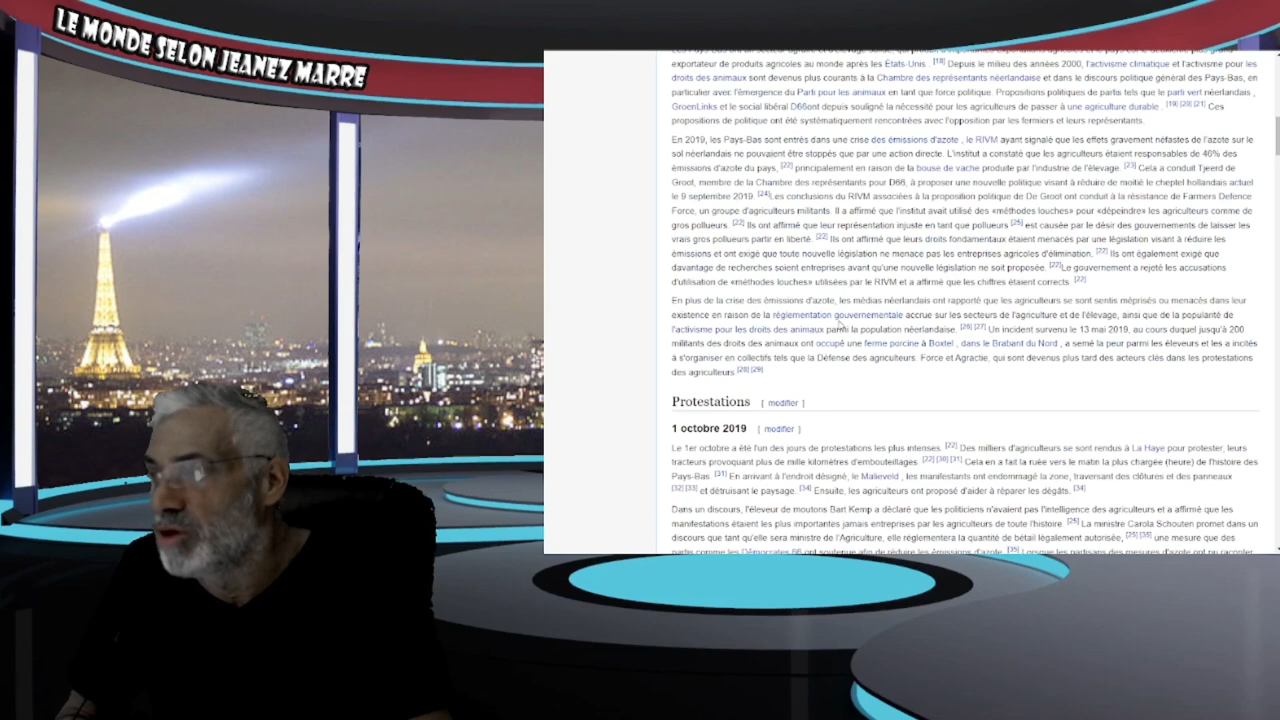 LE MONDE SELON JEANEZ MARRE
exportateur de produits agricoles au monde après les États-Unis . [18] Depuis le milieu des années 2000, l'activisme climatique et l'activisme pour les
droits des animaux sont devenus plus courants à la Chambre des représentants néerlandaise et dans le discours politique général des Pays-Bas, en
particulier avec l'émergence du Parti pour les animaux en tant que force politique. Propositions politiques de partis tels que le parti vert néerlandais ,
GroenLinks et le social libéral D66ont depuis souligné la nécessité pour les agriculteurs de passer à une agriculture durable . [19] [20] [21] Ces
propositions de politique ont été systématiquement rencontrées avec l'opposition par les fermiers et leurs représentants.
En 2019, les Pays-Bas sont entrés dans une crise des émissions d'azote , le RIVM ayant signalé que les effets gravement néfastes de l'azote sur le
sol néerlandais ne pouvaient être stoppés que par une action directe. L'institut a constaté que les agriculteurs étaient responsables de 46% des
émissions d'azote du pays, [22] principalement en raison de la bouse de vache produite par l'industrie de l'élevage. [23] Cela a conduit Tjeerd de
Groot, membre de la Chambre des représentants pour D66, à proposer une nouvelle politique visant à réduire de moitié le cheptel hollandais actuel
le 9 septembre 2019. [24]Les conclusions du RIVM associées à la proposition politique de De Groot ont conduit à la résistance de Farmers Defence
Force, un groupe d'agriculteurs militants. Il a affirmé que l'institut avait utilisé des «méthodes louches» pour «dépeindre» les agriculteurs comme de
gros pollueurs. [22] Ils ont affirmé que leur représentation injuste en tant que pollueurs [25] est causée par le désir des gouvernements de laisser les
vrais gros pollueurs partir en liberté. [22] Ils ont affirmé que leurs droits fondamentaux étaient menacés par une législation visant à réduire les
émissions et ont exigé que toute nouvelle législation ne menace pas les entreprises agricoles d'élimination. [22] Ils ont également exigé que
davantage de recherches soient entreprises avant qu'une nouvelle législation ne soit proposée. [22]Le gouvernement a rejeté les accusations
d'utilisation de «méthodes louches» utilisées par le RIVM et a affirmé que les chiffres étaient corrects. [22]
En plus de la crise des émissions d'azote, les médias néerlandais ont rapporté que les agriculteurs se sont sentis méprisés ou menacés dans leur
existence en raison de la réglementation gouvernementale accrue sur les secteurs de l'agriculture et de l'élevage, ainsi que de la popularité de
l'activisme pour les droits des animaux parmi la population néerlandaise. [26] [27] Un incident survenu le 13 mai 2019, au cours duquel jusqu'à 200
militants des droits des animaux ont occupé une ferme porcine à Boxtel , dans le Brabant du Nord , a semé la peur parmi les éleveurs et les a incités
à s'organiser en collectifs tels que la Défense des agriculteurs. Force et Agractie, qui sont devenus plus tard des acteurs clés dans les protestations
des agriculteurs [28] [29]
Protestations [ modifier ]
1 octobre 2019 [ modifier ]
Le 1er octobre a été l'un des jours de protestations les plus intenses. [22] Des milliers d'agriculteurs se sont rendus à La Haye pour protester, leurs
tracteurs provoquant plus de mille kilomètres d'embouteillages. [22] [30] [31] Cela en a fait la ruée vers le matin la plus chargée (heure) de l'histoire des
Pays-Bas. [31] En arrivant à l'endroit désigné, le Malieveld , les manifestants ont endommagé la zone, traversant des clôtures et des panneaux
[32] [33] et détruisant le paysage. [34] Ensuite, les agriculteurs ont proposé d'aider à réparer les dégâts. [34]
Dans un discours, l'éleveur de moutons Bart Kemp a déclaré que les politiciens n'avaient pas l'intelligence des agriculteurs et a affirmé que les
manifestations étaient les plus importantes jamais entreprises par les agriculteurs de toute l'histoire. [25] La ministre Carola Schouten promet dans un
discours que tant qu'elle sera ministre de l'Agriculture, elle réglementera la quantité de bétail légalement autorisée, [25] [35] une mesure que des
partis comme les Démocrates 66 ont soutenue afin de réduire les émissions d'azote. [35] Lorsque les partisans des mesures d'azote ont pu raconter